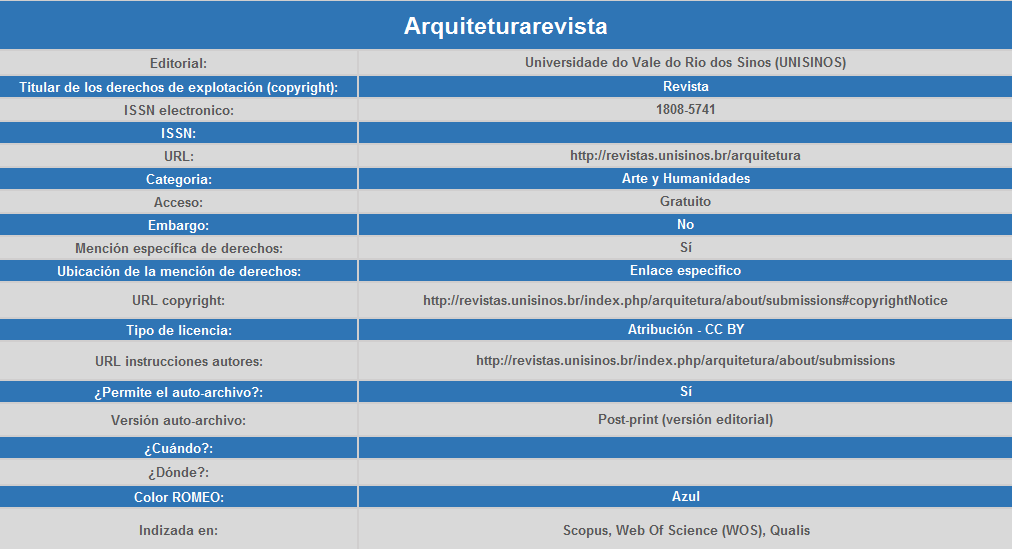 Arquiteturarevista
Editorial: Universidade do Vale do Rio dos Sinos (UNISINOS)
Titular de los derechos de explotación (copyright): Revista
ISSN electronico: 1808-5741
ISSN:
URL: http://revistas.unisinos.br/arquitetura
Categoria: Arte y Humanidades
Acceso: Gratuito
Embargo: No
Mención específica de derechos: Sí
Ubicación de la mención de derechos: Enlace especifico
URL copyright: http://revistas.unisinos.br/index.php/arquitetura/about/submissions#copyrightNotice
Tipo de licencia: Atribución - CC BY
URL instrucciones autores: http://revistas.unisinos.br/index.php/arquitetura/about/submissions
¿Permite el auto-archivo?: Sí
Versión auto-archivo: Post-print (versión editorial)
¿Cuándo?:
¿Dónde?:
Color ROMEO: Azul
Indizada en: Scopus, Web Of Science (WOS), Qualis